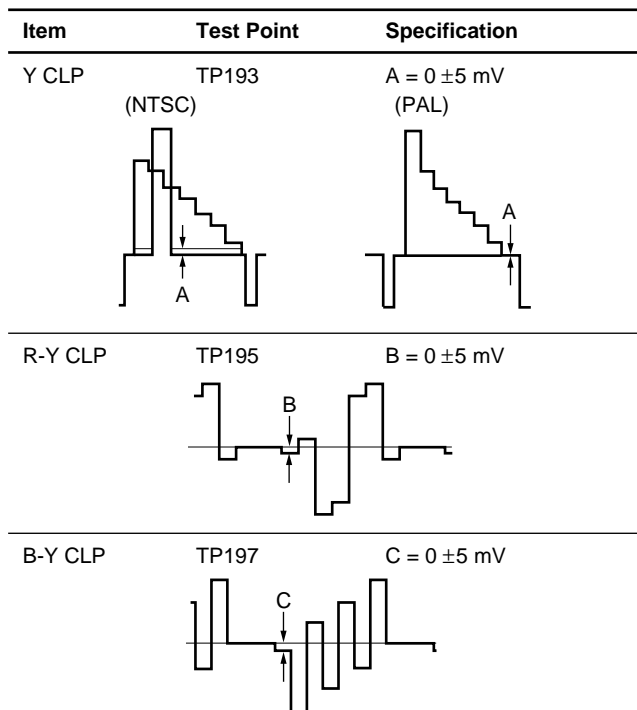 Item Test Point Specification
Y CLP TP193 A = 0 ±5 mV
(NTSC) (PAL)
A
A
R-Y CLP TP195 B = 0 ±5 mV
B
B-Y CLP TP197 C = 0 ±5 mV
C